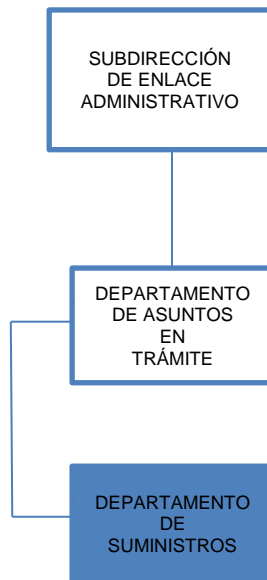 SUBDIRECCIÓN
DE ENLACE
ADMINISTRATIVO
DEPARTAMENTO
DE ASUNTOS
EN
TRÁMITE
DEPARTAMENTO
DE
SUMINISTROS